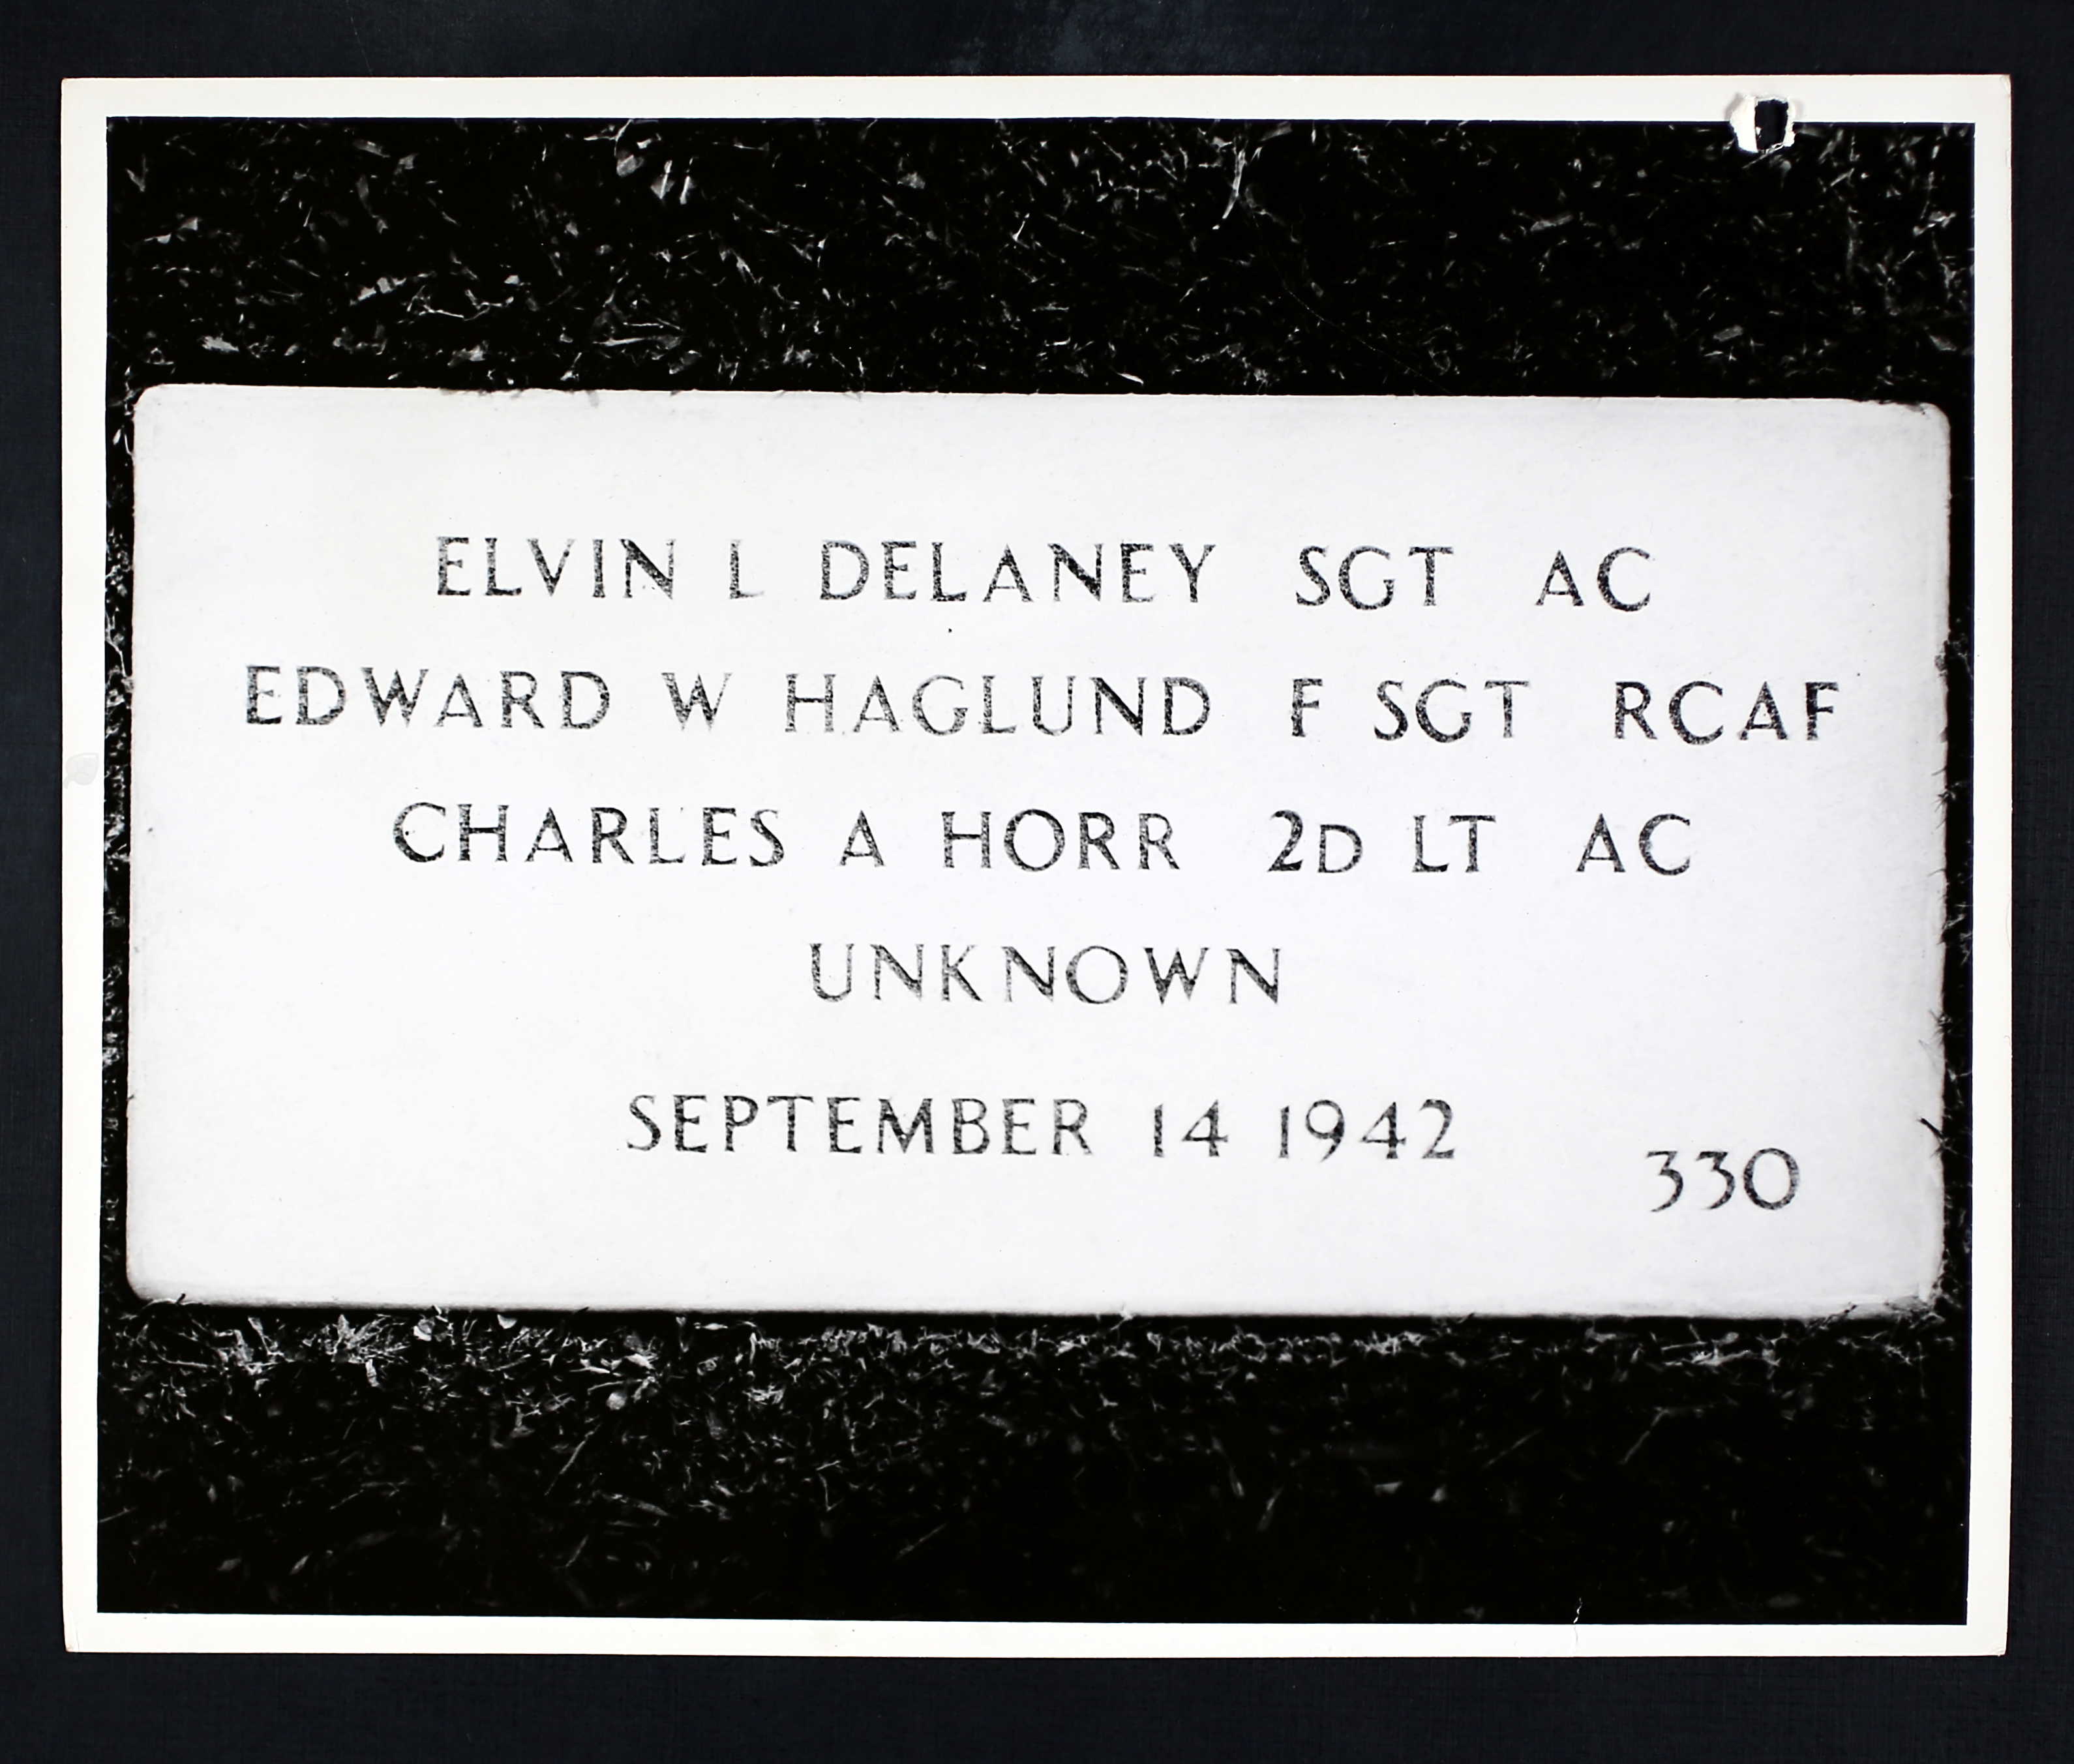 ELVIN L DELANEY SGT AC
EDWARD W HAGLUND F SGT RCAF
CHARLES A HORR 2D LT AC
UNKNOWN
SEPTEMBER 14 1942
330